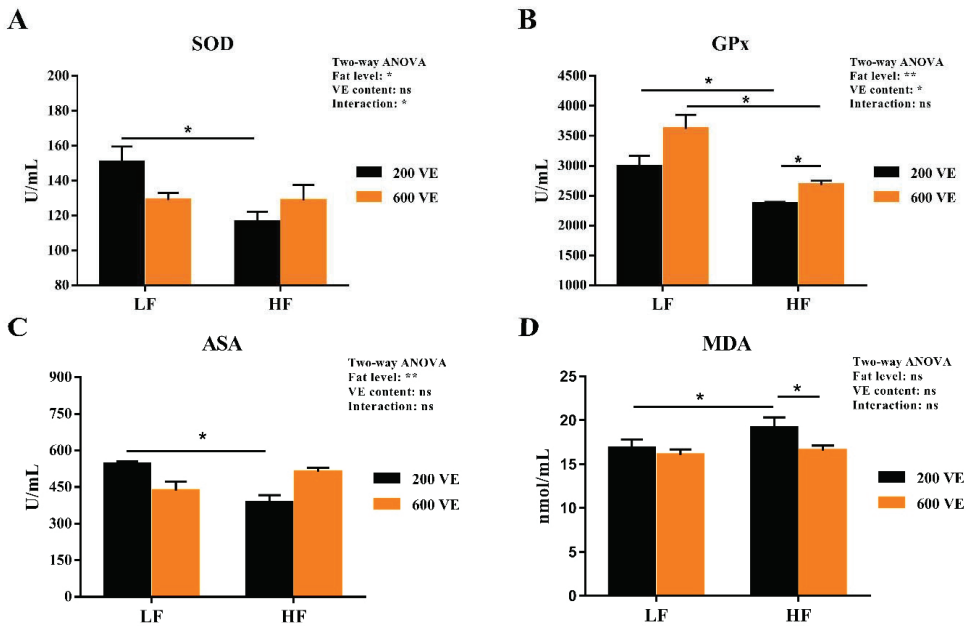 A
SOD
Two-way ANOVA
Fat level: *
VE content: ns
Interaction: *
200
180
160
140
120
100
80
U/mL
*
LF
HF
200 VE
600 VE
B
GPx
Two-way ANOVA
Fat level: **
VE content: *
Interaction: ns
4500
4000
3500
3000
2500
2000
1500
1000
U/mL
*
*
*
LF
HF
200 VE
600 VE
C
ASA
Two-way ANOVA
Fat level: **
VE content: ns
Interaction: ns
900
750
600
450
300
150
0
U/mL
*
LF
HF
200 VE
600 VE
D
MDA
Two-way ANOVA
Fat level: ns
VE content: ns
Interaction: ns
25
20
15
10
5
0
nmol/mL
*
*
LF
HF
200 VE
600 VE